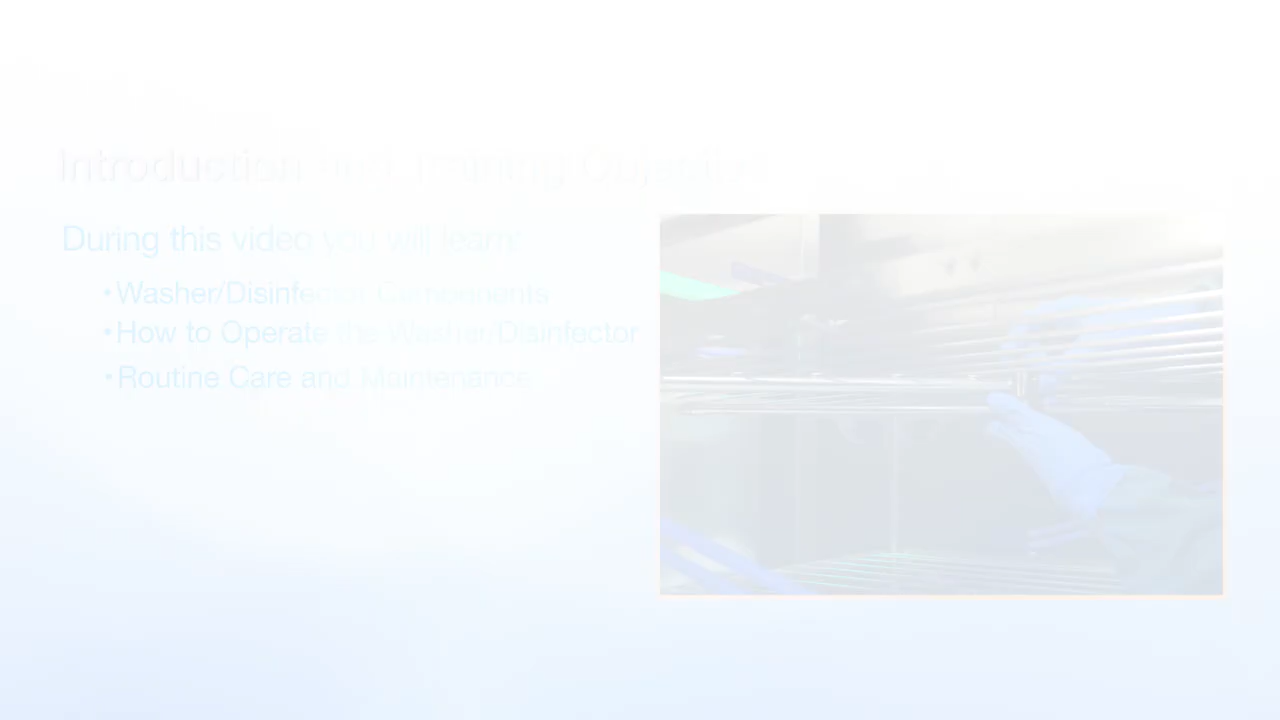 Introduction and Training Objectives
During this video you will learn:
•Washer/Disinfector Components
•How to Operate the Washer/Disinfector
•Routine Care and Maintenance